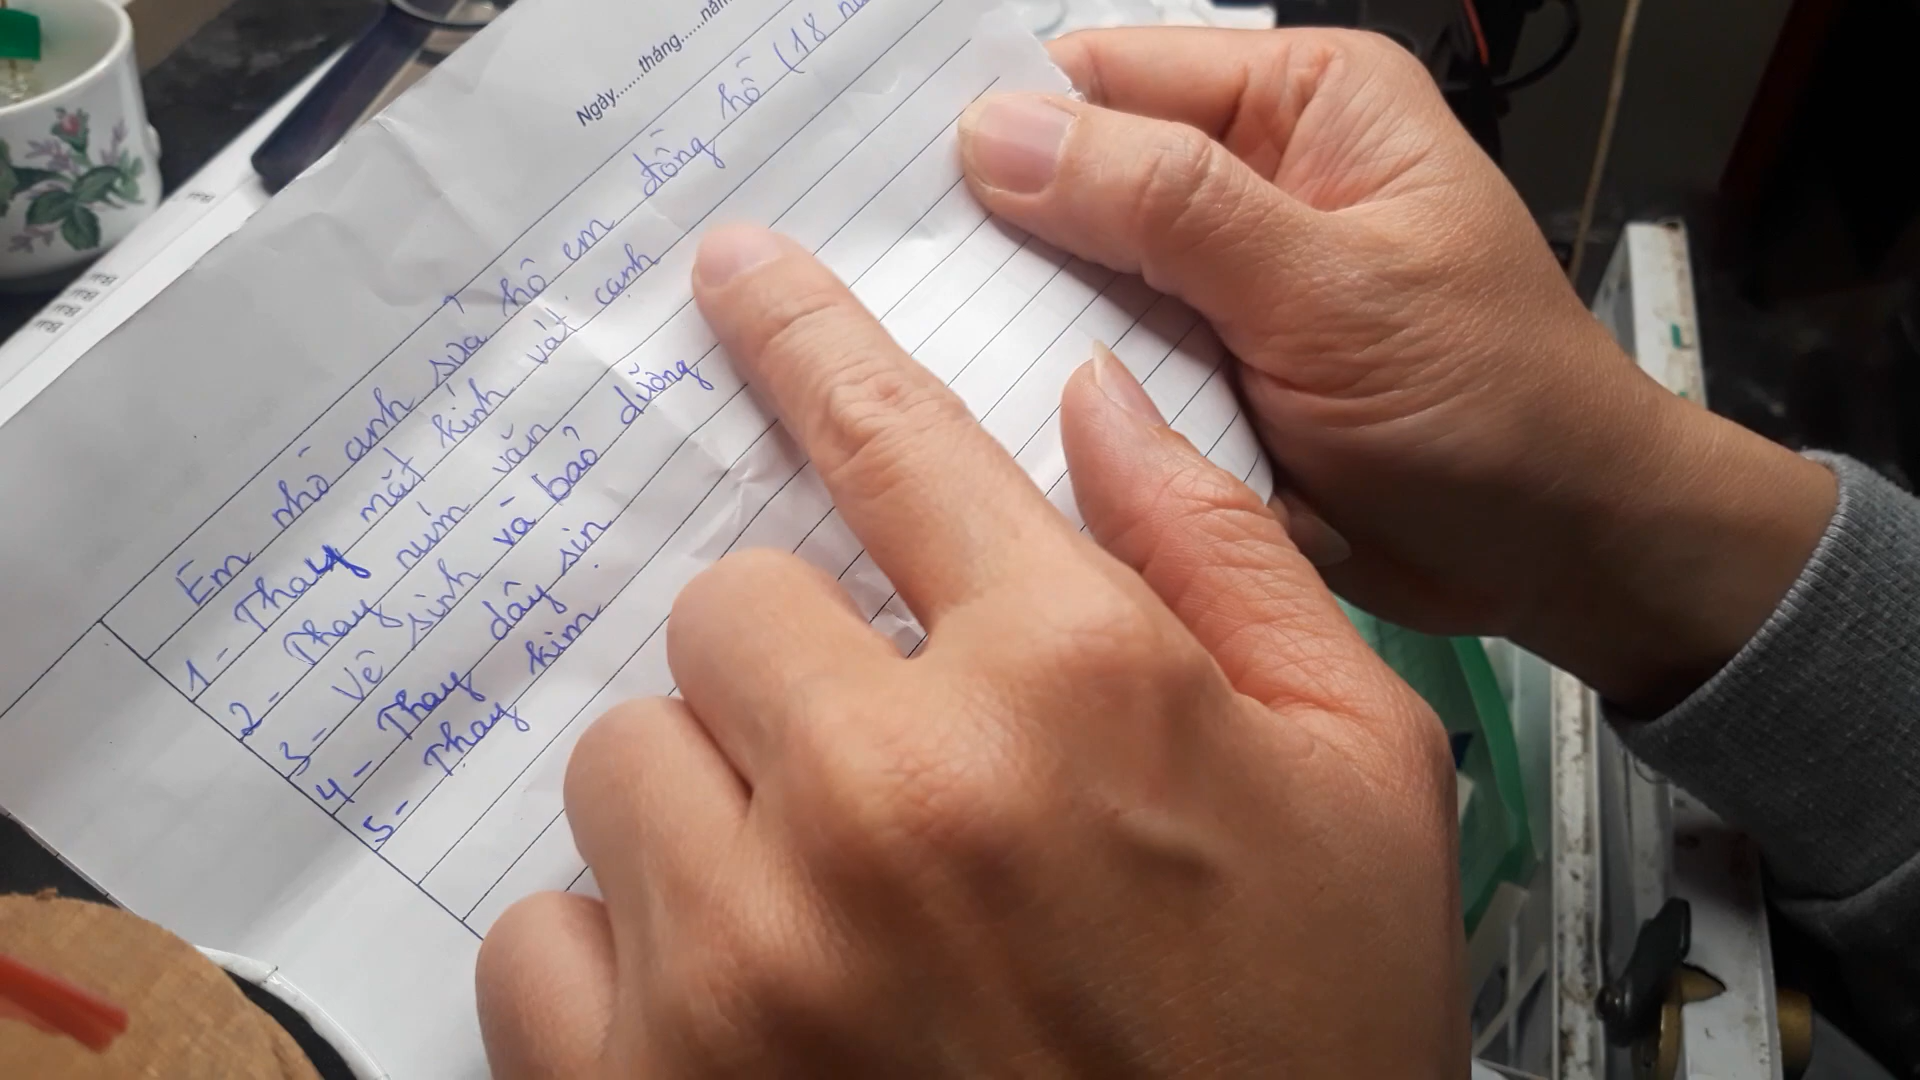 Ngày......tháng......năm
Em nhờ anh sửa hộ em đồng hồ (18
1- Thay mặt kính vát cạnh
2- Thay núm vặn
3- Vệ sinh và bảo dưỡng
4- Thay dây sịn
5- Thay kim